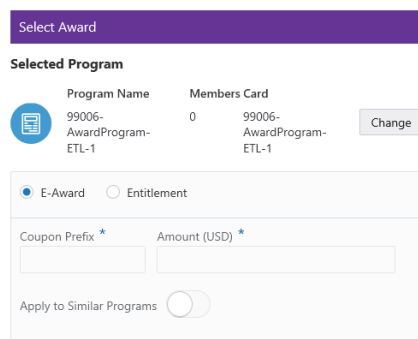 Select Award
Selected Program
Program Name Members Card
99006- 0 99006- Change
AwardProgram- AwardProgram-
ETL-1 ETL-1
E-Award Entitlement
Coupon Prefix * Amount (USD) *
Apply to Similar Programs